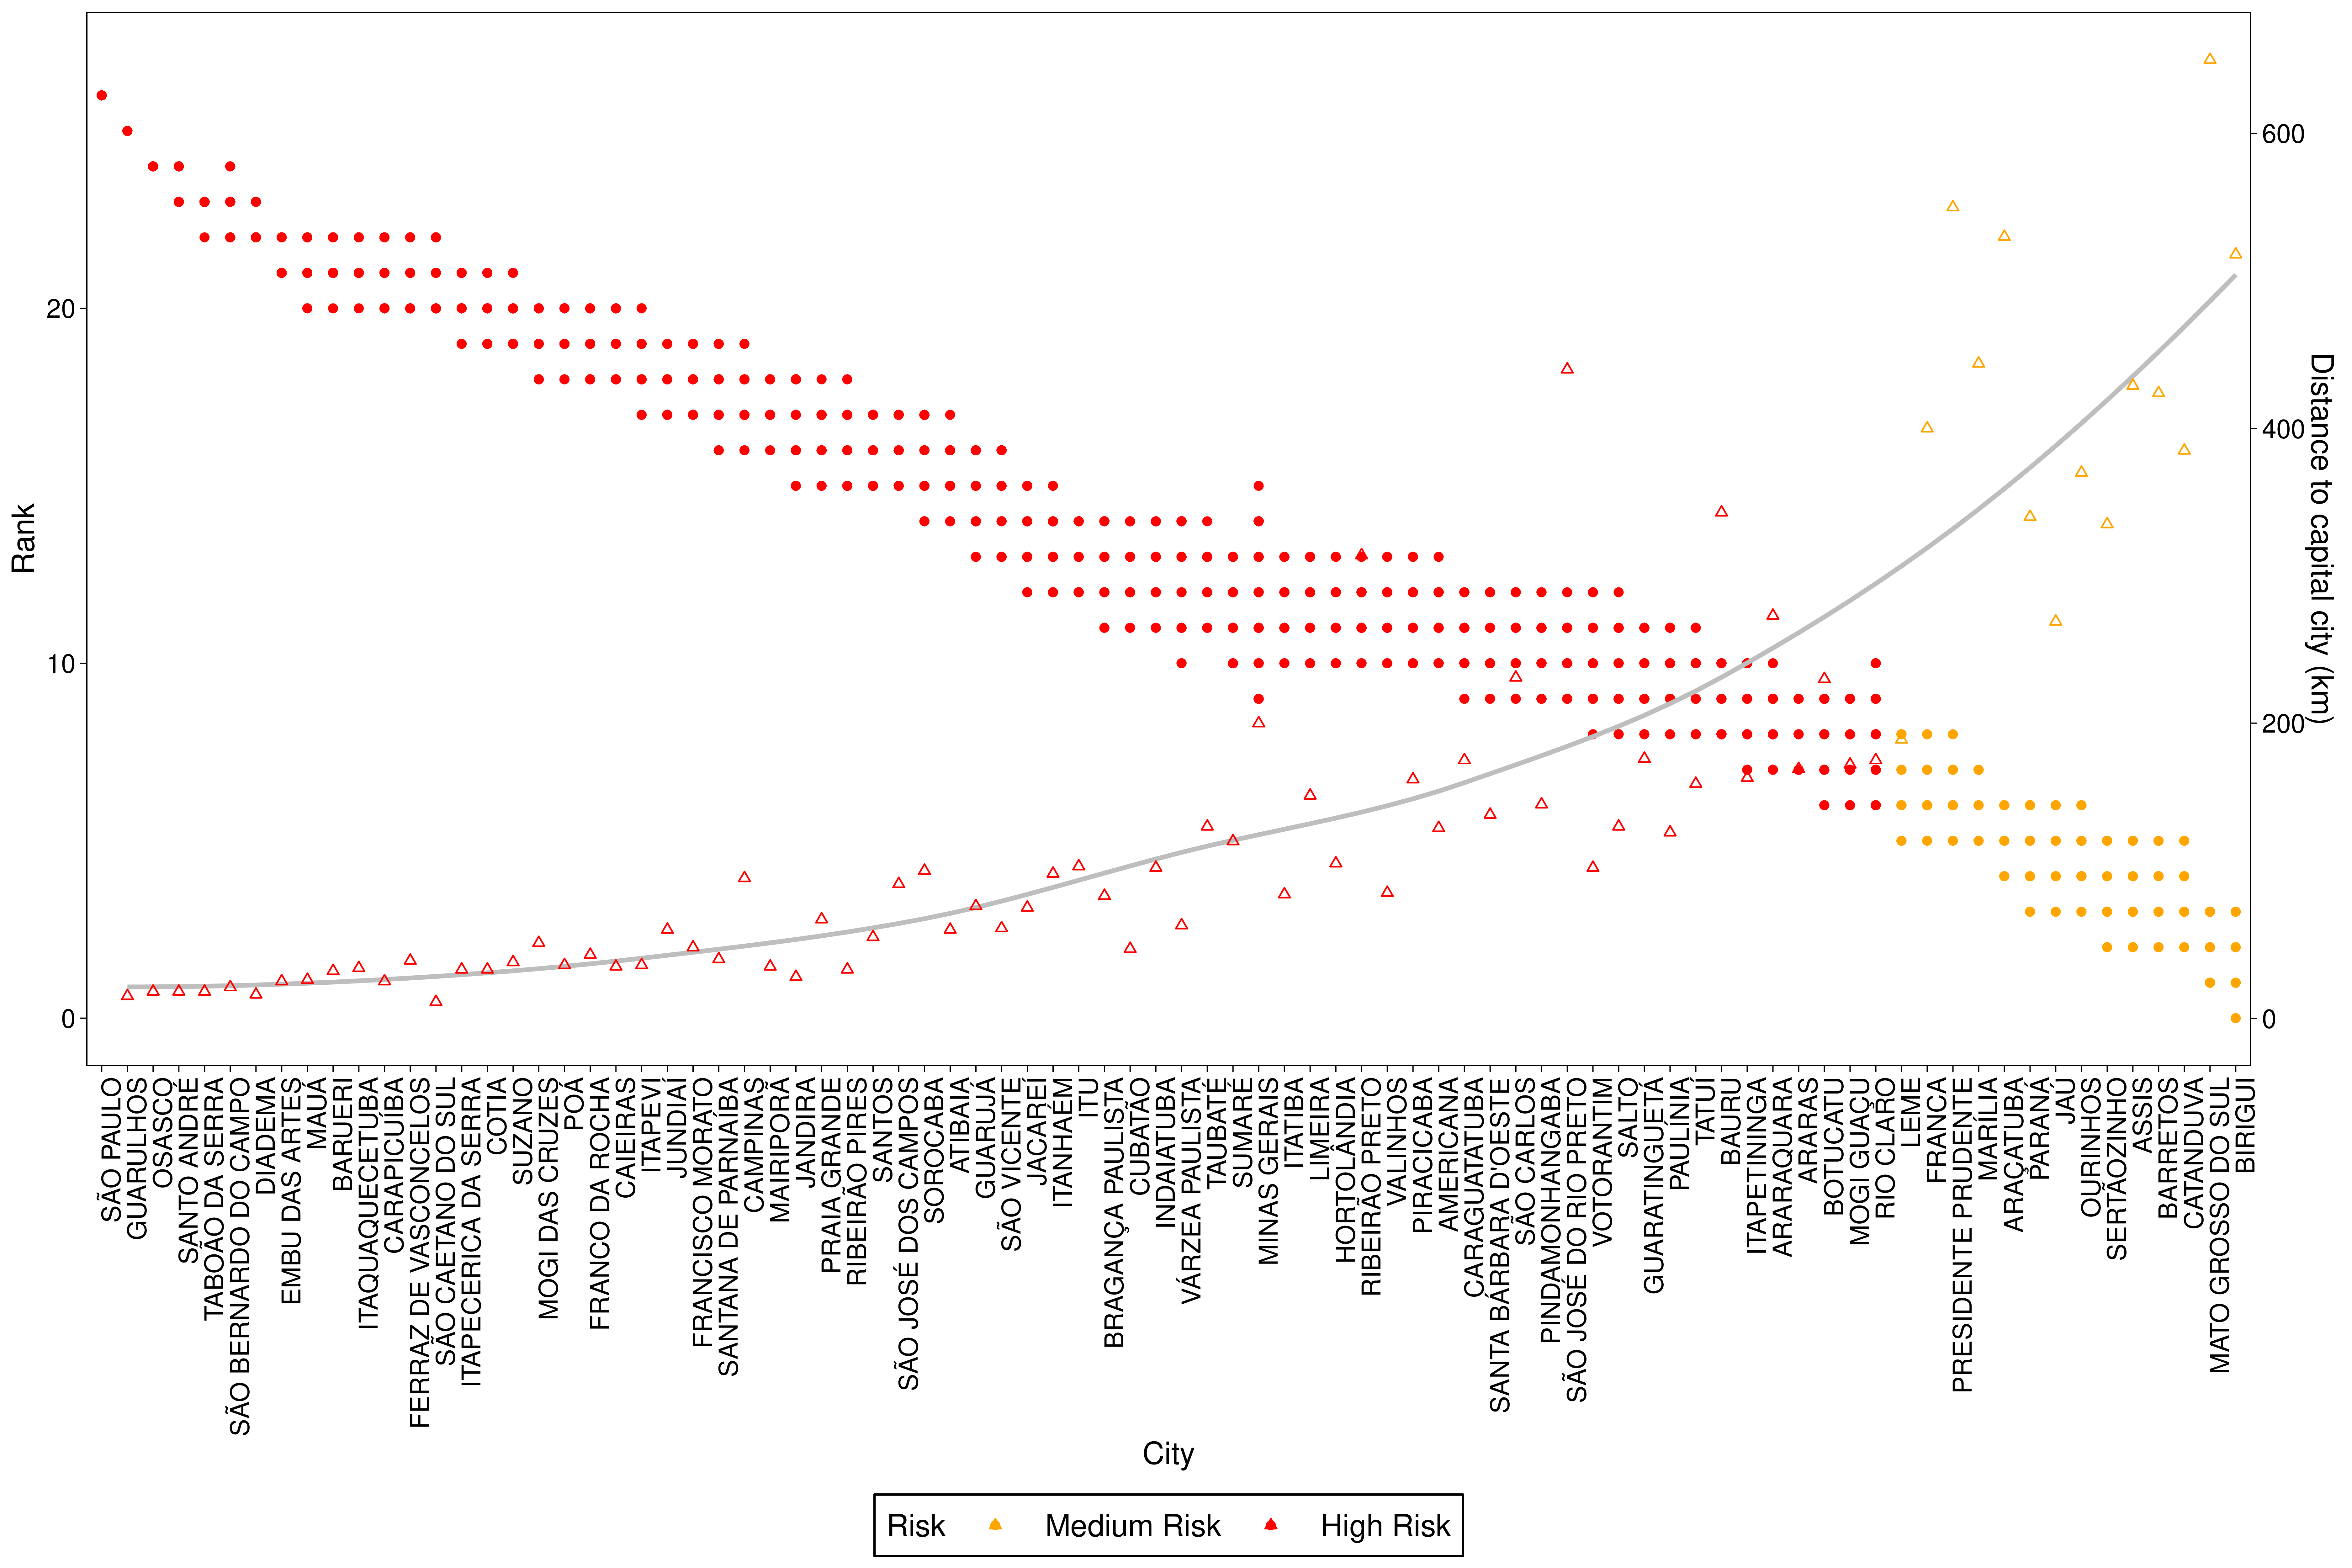 Rank
20
10
0
600
400
200
0
Distance to capital city (km)
SÃO PAULO
GUARULHOS
OSASCO
SANTO ANDRÉ
TABOÃO DA SERRA
SÃO BERNARDO DO CAMPO
DIADEMA
EMBU DAS ARTES
MAUÁ
BARUERI
ITAQUAQUECETUBA
CARAPICUÍBA
FERRAZ DE VASCONCELOS
SÃO CAETANO DO SUL
ITAPECERICA DA SERRA
COTIA
SUZANO
MOGI DAS CRUZES
POÁ
FRANCO DA ROCHA
CAIEIRAS
ITAPEVI
JUNDIAÍ
FRANCISCO MORATO
SANTANA DE PARNAÍBA
CAMPINAS
MAIRIPORÃ
JANDIRA
PRAIA GRANDE
RIBEIRÃO PIRES
SANTOS
SÃO JOSÉ DOS CAMPOS
SOROCABA
ATIBAIA
GUARUJÁ
SÃO VICENTE
JACAREÍ
ITANHAÉM
ITU
BRAGANÇA PAULISTA
CUBATÃO
INDAIATUBA
VÁRZEA PAULISTA
TAUBATÉ
SUMARÉ
MINAS GERAIS
ITATIBA
LIMEIRA
HORTOLÂNDIA
RIBEIRÃO PRETO
VALINHOS
PIRACICABA
AMERICANA
CARAGUATATUBA
SANTA BÁRBARA D'OESTE
SÃO CARLOS
PINDAMONHANGABA
SÃO JOSÉ DO RIO PRETO
VOTORANTIM
SALTO
GUARATINGUETÁ
PAULÍNIA
TATUÍ
BAURU
ITAPETININGA
ARARAQUARA
ARARAS
BOTUCATU
MOGI GUAÇU
RIO CLARO
LEME
FRANCA
PRESIDENTE PRUDENTE
MARÍLIA
ARAÇATUBA
PARANÁ
JAÚ
OURINHOS
SERTÃOZINHO
ASSIS
BARRETOS
CATANDUVA
MATO GROSSO DO SUL
BIRIGUI
City
Risk Medium Risk High Risk